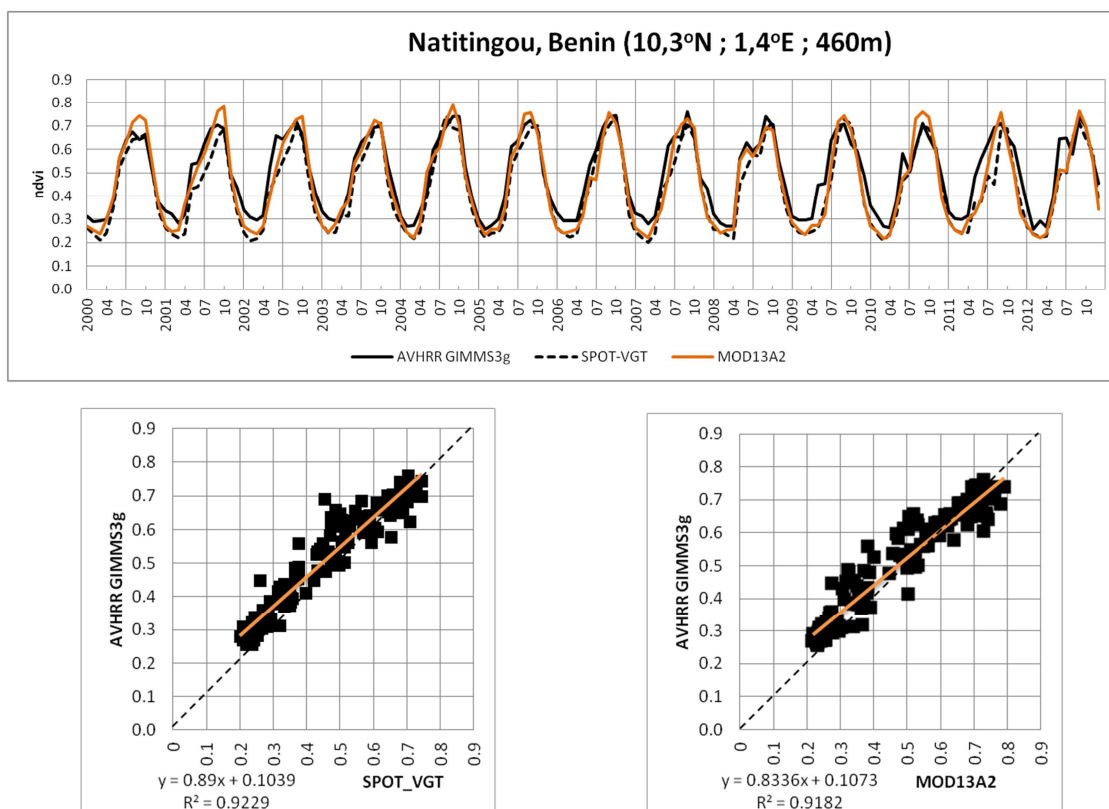 Natitingou, Benin (10,3°N ; 1,4°E ; 460m)
0.9
0.8
0.7
0.6
0.5
0.4
0.3
0.2
0.1
0.0
ndvi
2000 04 07 10 2001 04 07 10 2002 04 07 10 2003 04 07 10 2004 04 07 10 2005 04 07 10 2006 04 07 10 2007 04 07 10 2008 04 07 10 2009 04 07 10 2010 04 07 10 2011 04 07 10 2012 04 07 10
AVHRR GIMMS3g SPOT-VGT MOD13A2
AVHRR GIMMS3g
0.9
0.8
0.7
0.6
0.5
0.4
0.3
0.2
0.1
0.0
0 0.1 0.2 0.3 0.4 0.5 0.6 0.7 0.8 0.9
y = 0.89x + 0.1039
SPOT_VGT
R² = 0.9229
AVHRR GIMMS3g
0.9
0.8
0.7
0.6
0.5
0.4
0.3
0.2
0.1
0.0
0 0.1 0.2 0.3 0.4 0.5 0.6 0.7 0.8 0.9
y = 0.8336x + 0.1073
MOD13A2
R² = 0.9182